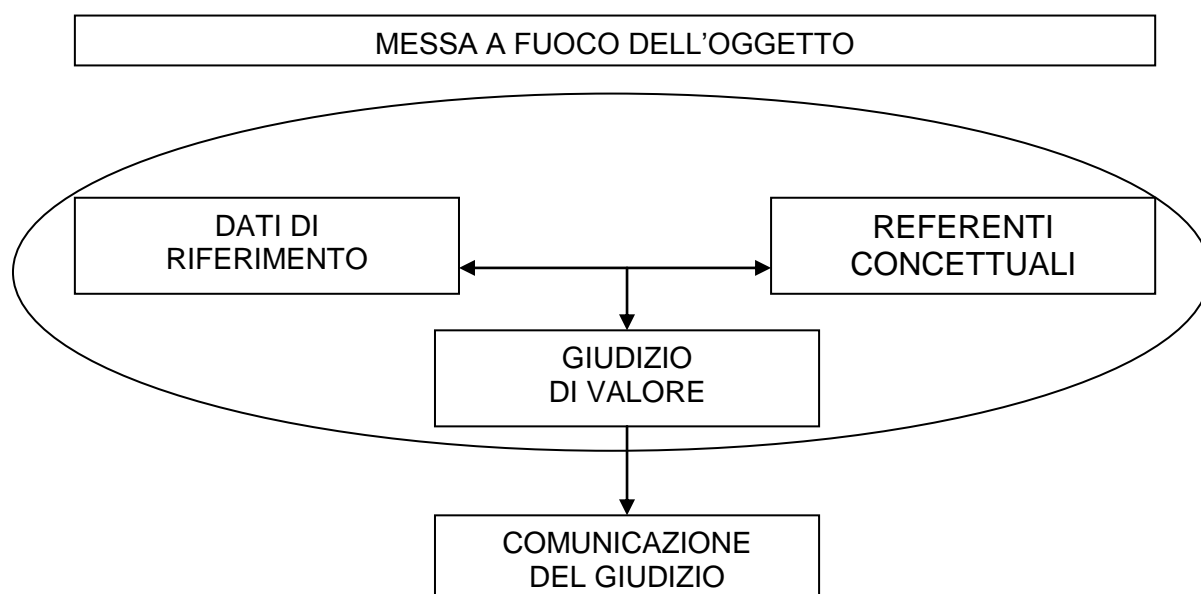 MESSA A FUOCO DELL’OGGETTO
DATI DI
RIFERIMENTO
REFERENTI
CONCETTUALI
GIUDIZIO
DI VALORE
COMUNICAZIONE
DEL GIUDIZIO